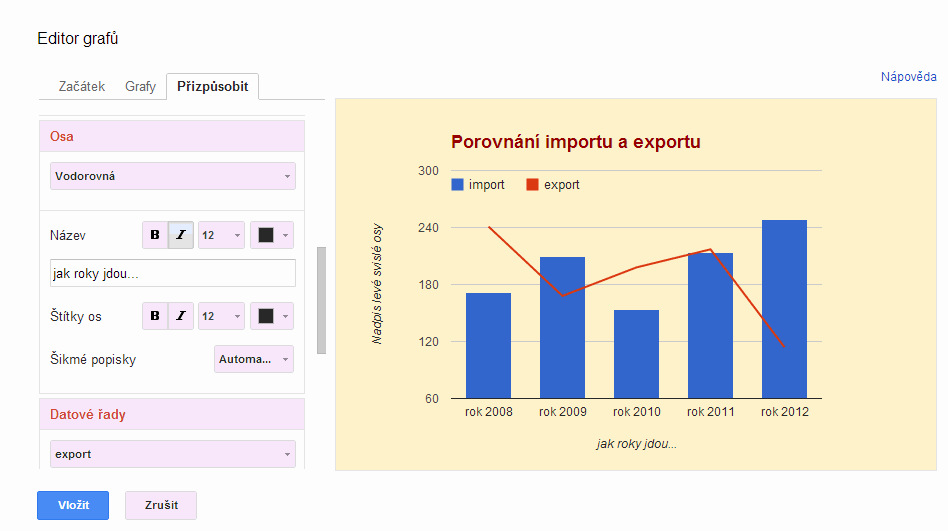 Editor grafů
Začátek Grafy Přizpůsobit
Nápověda
Osa
Vodorovná
Název B I 12
jak roky jdou...
Štítky os B I 12
Šikmé popisky Automa...
Datové řady
export
Vložit Zrušit
Porovnání importu a exportu
import export
300
240
180
120
60
Nadpis levé svislé osy
rok 2008 rok 2009 rok 2010 rok 2011 rok 2012
jak roky jdou...